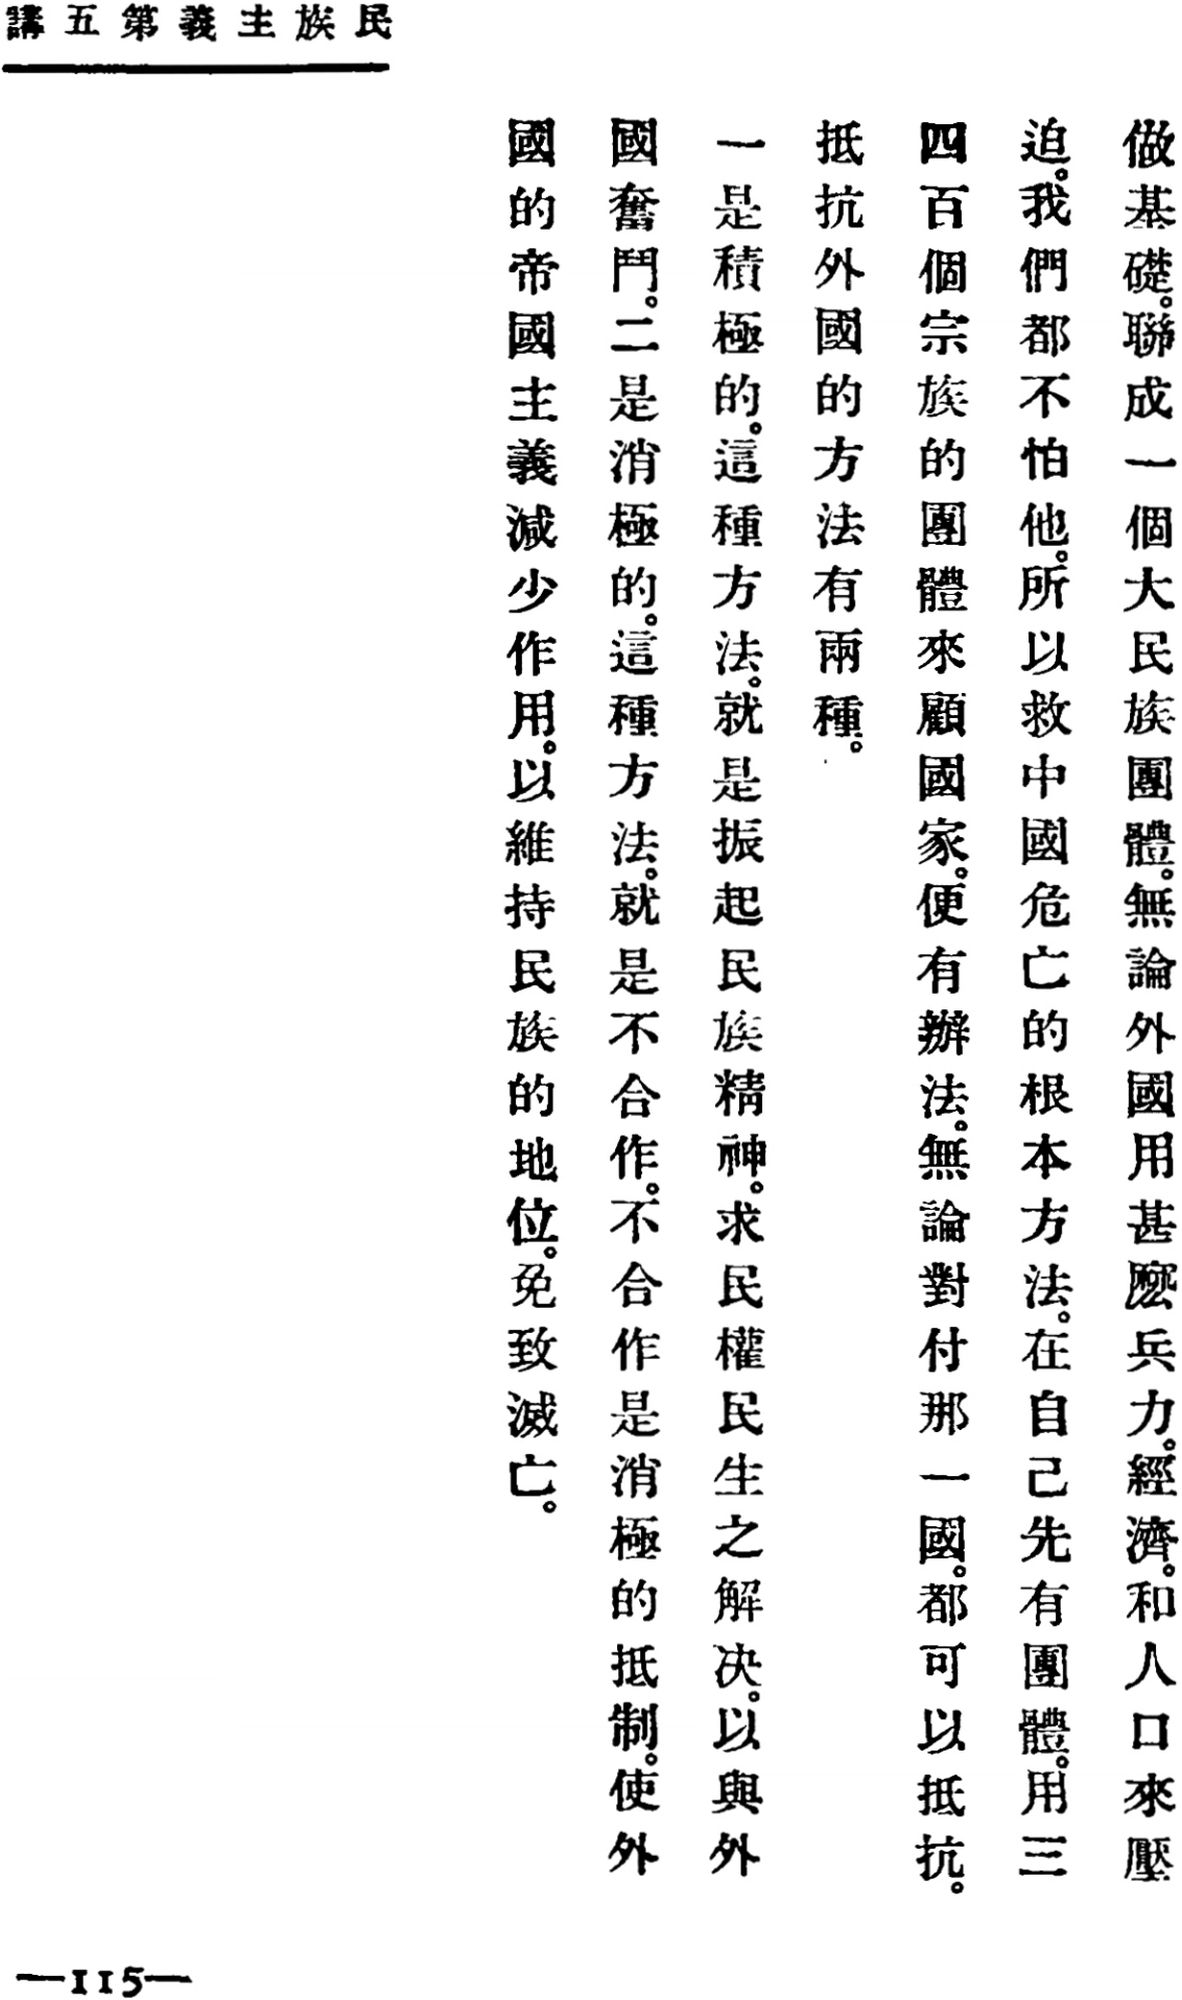 民族主義第五講
做基礎。聯成一個大民族團體。無論外國用甚麼兵力。經濟。和人口來壓
迫。我們都不怕他。所以救中國危亡的根本方法。在自己先有團體。用三
四百個宗族的團體來顧國家。便有辦法。無論對付那一國。都可以抵抗。
抵抗外國的方法有兩種。
一是積極的。這種方法。就是振起民族精神。求民權民生之解决。以與外
國奮鬥。二是消極的。這種方法。就是不合作。不合作是消極的抵制。使外
國的帝國主義減少作用。以維持民族的地位。免致滅亡。
—115—